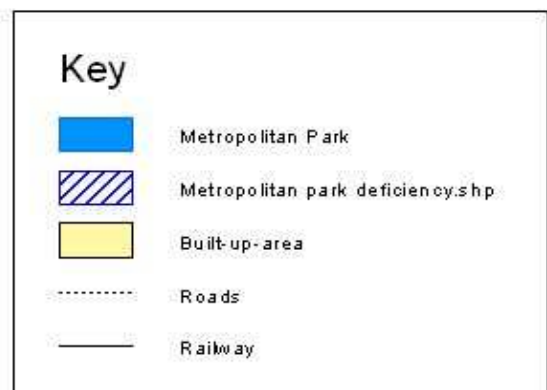 Key
Metropolitan Park
Metropolitan park deficiency.shp
Built-up-area
Roads
Railway